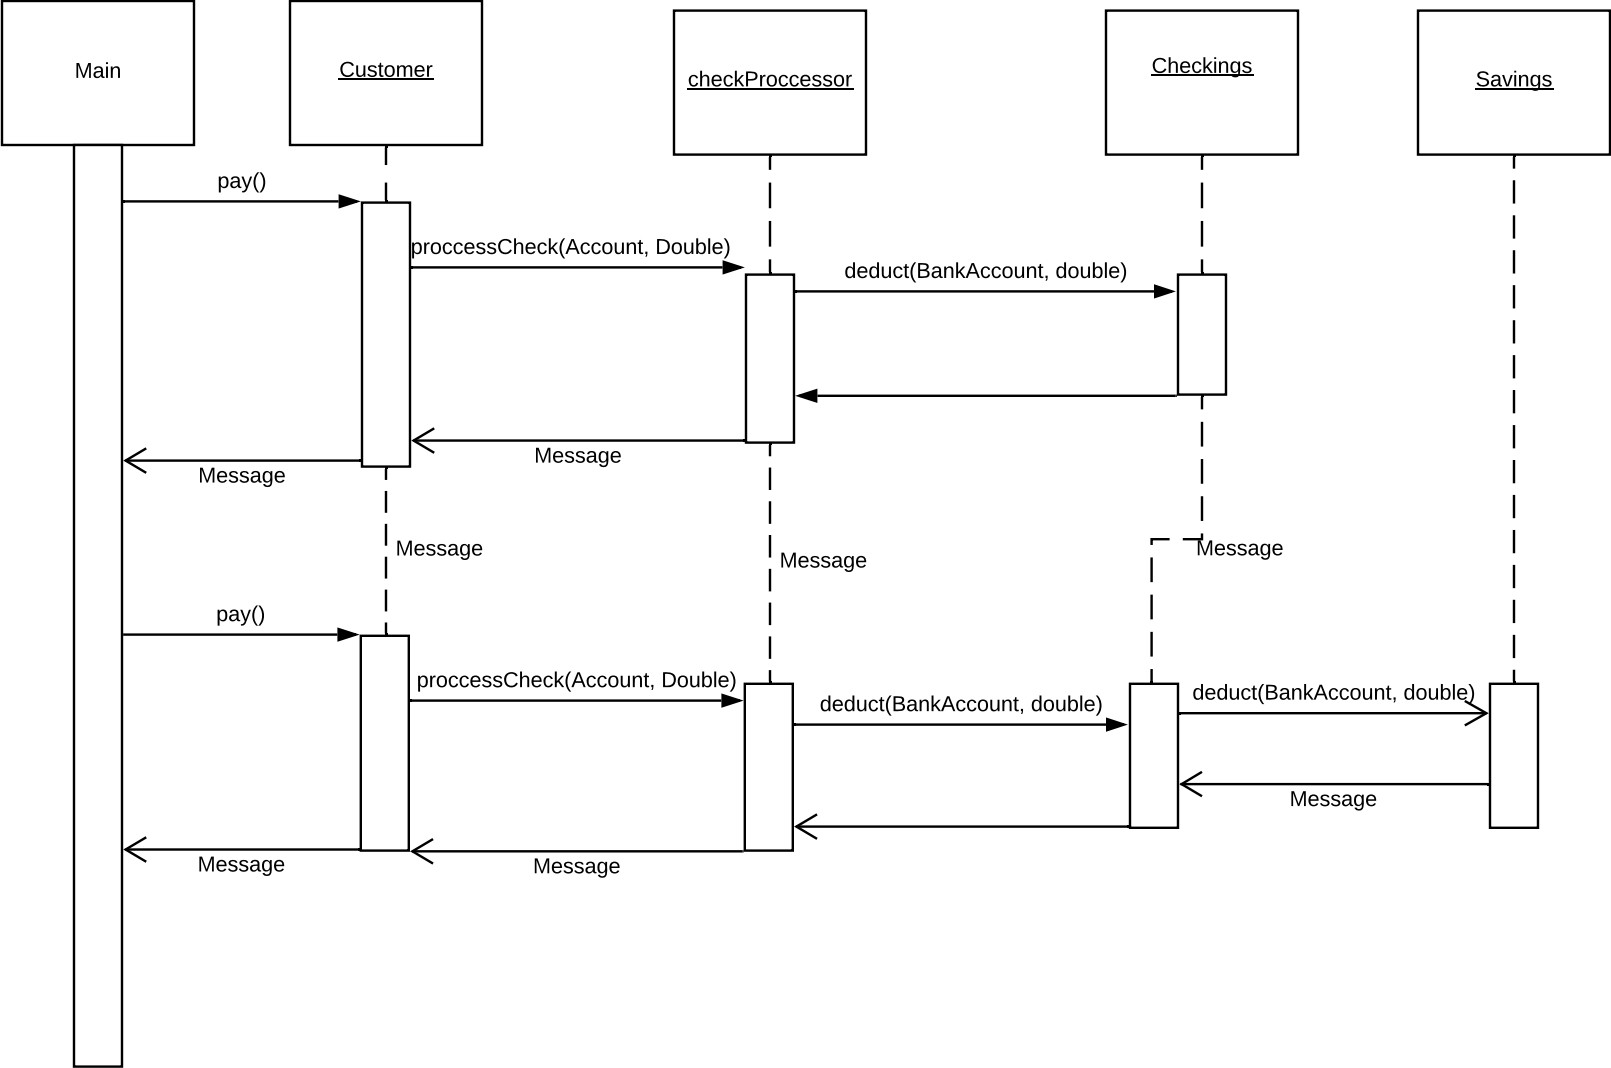 Main
Customer
checkProccessor
Checkings
Savings
pay()
proccessCheck(Account, Double)
deduct(BankAccount, double)
Message
Message
Message
Message
Message
pay()
proccessCheck(Account, Double)
deduct(BankAccount, double)
deduct(BankAccount, double)
Message
Message
Message